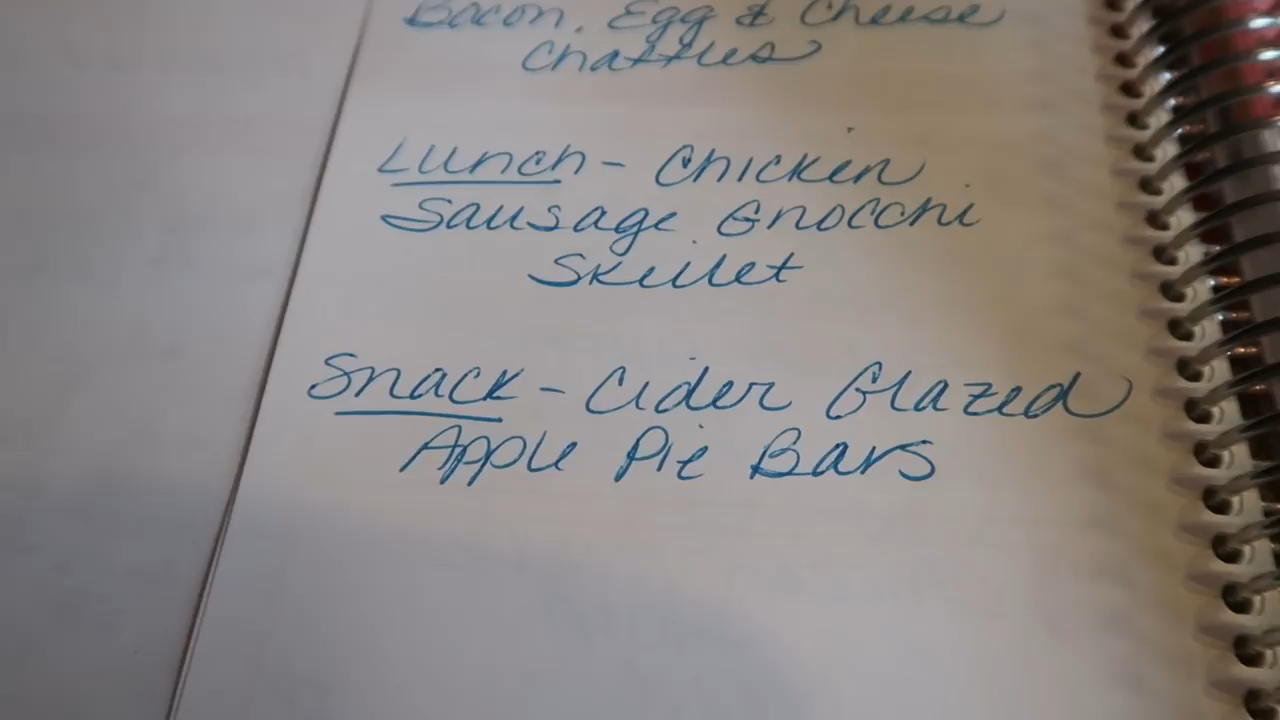 Bacon, Egg & Cheese
Chaffles
Lunch - Chicken
Sausage Gnocchi
Skillet
Snack - Cider Glazed
Apple Pie Bars